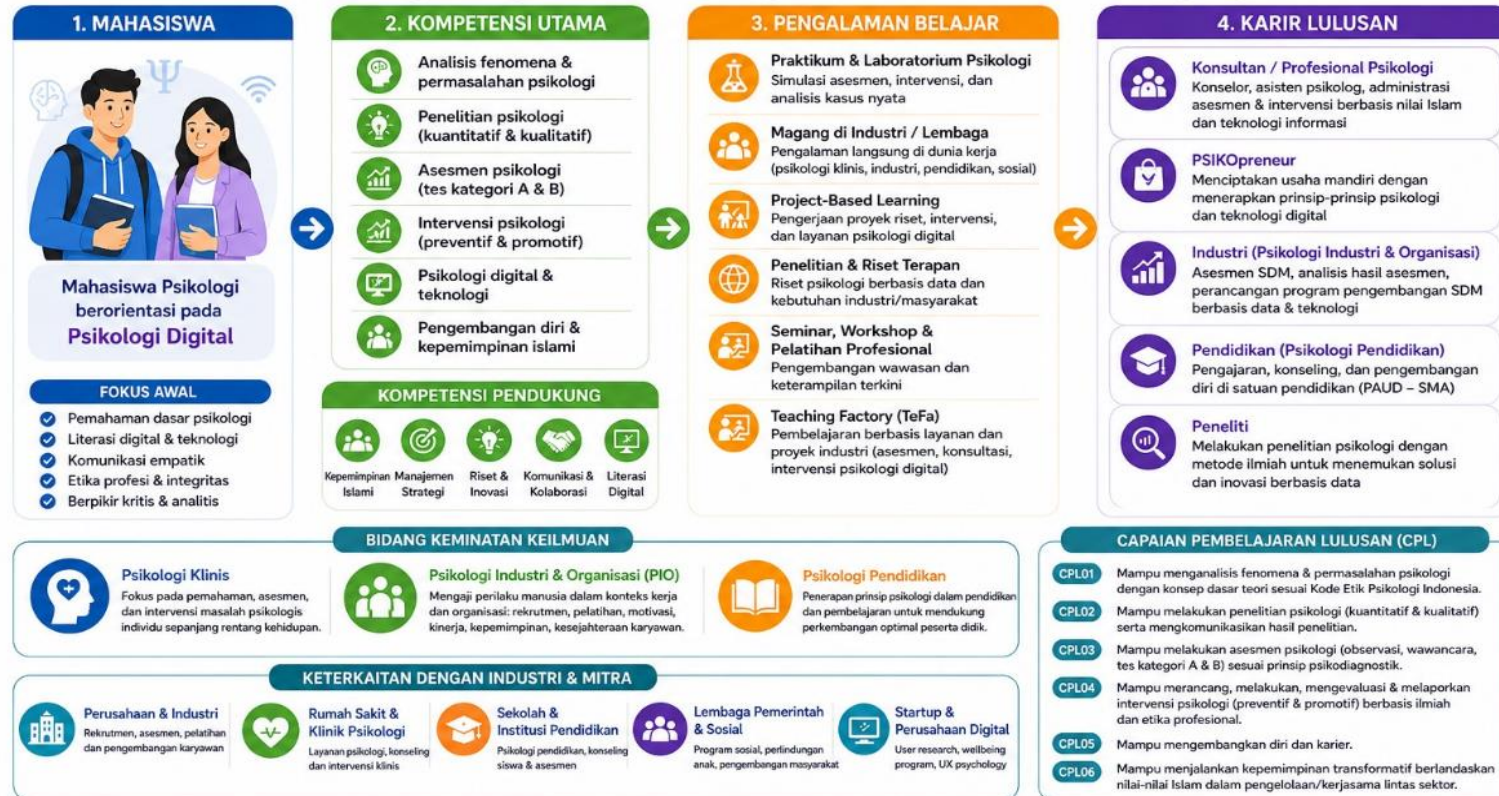 1. MAHASISWA
Mahasiswa Psikologi
berorientasi pada
Psikologi Digital
FOKUS AWAL
Pemahaman dasar psikologi
Literasi digital & teknologi
Komunikasi empatik
Etika profesi & integritas
Berpikir kritis & analitis
2. KOMPETENSI UTAMA
Analisis fenomena &
permasalahan psikologi
Penelitian psikologi
(kuantitatif & kualitatif)
Asesmen psikologi
(tes kategori A & B)
Intervensi psikologi
(preventif & promotif)
Psikologi digital &
teknologi
Pengembangan diri &
kepemimpinan islami
KOMPETENSI PENDUKUNG
Kepemimpinan
Islami
Manajemen
Strategi
Riset &
Inovasi
Komunikasi &
Kolaborasi
Literasi
Digital
3. PENGALAMAN BELAJAR
Praktikum & Laboratorium Psikologi
Simulasi asesmen, intervensi, dan
analisis kasus nyata
Magang di Industri / Lembaga
Pengalaman langsung di dunia kerja
(psikologi klinis, industri, pendidikan, sosial)
Project-Based Learning
Pengerjaan proyek riset, intervensi,
dan layanan psikologi digital
Penelitian & Riset Terapan
Riset psikologi berbasis data dan
kebutuhan industri/masyarakat
Seminar, Workshop &
Pelatihan Profesional
Pengembangan wawasan dan
keterampilan terkini
Teaching Factory (TeFa)
Pembelajaran berbasis layanan dan
proyek industri (asesmen, konsultasi,
intervensi psikologi digital)
4. KARIR LULUSAN
Konsultan / Profesional Psikologi
Konselor, asisten psikolog, administrasi
asesmen & intervensi berbasis nilai Islam
dan teknologi informasi
PSIKOpreneur
Menciptakan usaha mandiri dengan
menerapkan prinsip-prinsip psikologi
dan teknologi digital
Industri (Psikologi Industri & Organisasi)
Asesmen SDM, analisis hasil asesmen,
perancangan program pengembangan SDM
berbasis data & teknologi
Pendidikan (Psikologi Pendidikan)
Pengajaran, konseling, dan pengembangan
diri di satuan pendidikan (PAUD – SMA)
Peneliti
Melakukan penelitian psikologi dengan
metode ilmiah untuk menemukan solusi
dan inovasi berbasis data
BIDANG KEMINATAN KEILMUAN
Psikologi Klinis
Fokus pada pemahaman, asesmen,
dan intervensi masalah psikologis
individu sepanjang rentang kehidupan.
Psikologi Industri & Organisasi (PIO)
Mengaji perilaku manusia dalam konteks kerja
dan organisasi: rekrutmen, pelatihan, motivasi,
kinerja, kepemimpinan, kesejahteraan karyawan.
Psikologi Pendidikan
Penerapan prinsip psikologi dalam pendidikan
dan pembelajaran untuk mendukung
perkembangan optimal peserta didik.
KETERKAITAN DENGAN INDUSTRI & MITRA
Perusahaan & Industri
Rekrutmen, asesmen, pelatihan
dan pengembangan karyawan
Rumah Sakit &
Klinik Psikologi
Layanan psikologi, konseling
dan intervensi klinis
Sekolah &
Institusi Pendidikan
Psikologi pendidikan, konseling
siswa & asesmen
Lembaga Pemerintah
& Sosial
Program sosial, perlindungan
anak, pengembangan masyarakat
Startup &
Perusahaan Digital
User research, wellbeing
program, UX psychology
CAPAIAN PEMBELAJARAN LULUSAN (CPL)
CPL01 Mampu menganalisis fenomena & permasalahan psikologi
dengan konsep dasar teori sesuai Kode Etik Psikologi Indonesia.
CPL02 Mampu melakukan penelitian psikologi (kuantitatif & kualitatif)
serta mengkomunikasikan hasil penelitian.
CPL03 Mampu melakukan asesmen psikologi (observasi, wawancara,
tes kategori A & B) sesuai prinsip psikodiagnostik.
CPL04 Mampu merancang, melakukan, mengevaluasi & melaporkan
intervensi psikologi (preventif & promotif) berbasis ilmiah
dan etika profesional.
CPL05 Mampu mengembangkan diri dan karier.
CPL06 Mampu menjalankan kepemimpinan transformatif berlandaskan
nilai-nilai Islam dalam pengelolaan/kerjasama lintas sektor.